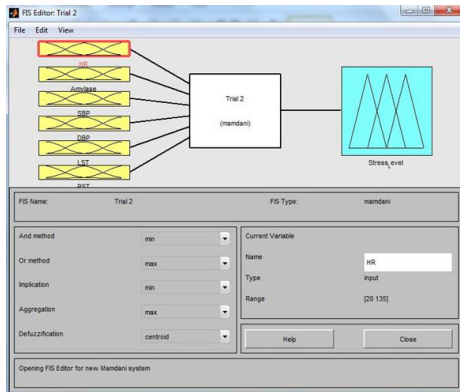 FIS Editor: Trial 2
File Edit View
HR
Amylase
SBP
DBP
LST
RST
Trial 2
(mamdani)
StressLevel
FIS Name: Trial 2 FIS Type: mamdani
And method min
Or method max
Implication min
Aggregation max
Defuzzification centroid
Current Variable
Name HR
Type input
Range [20 135]
Help Close
Opening FIS Editor for new Mamdani system